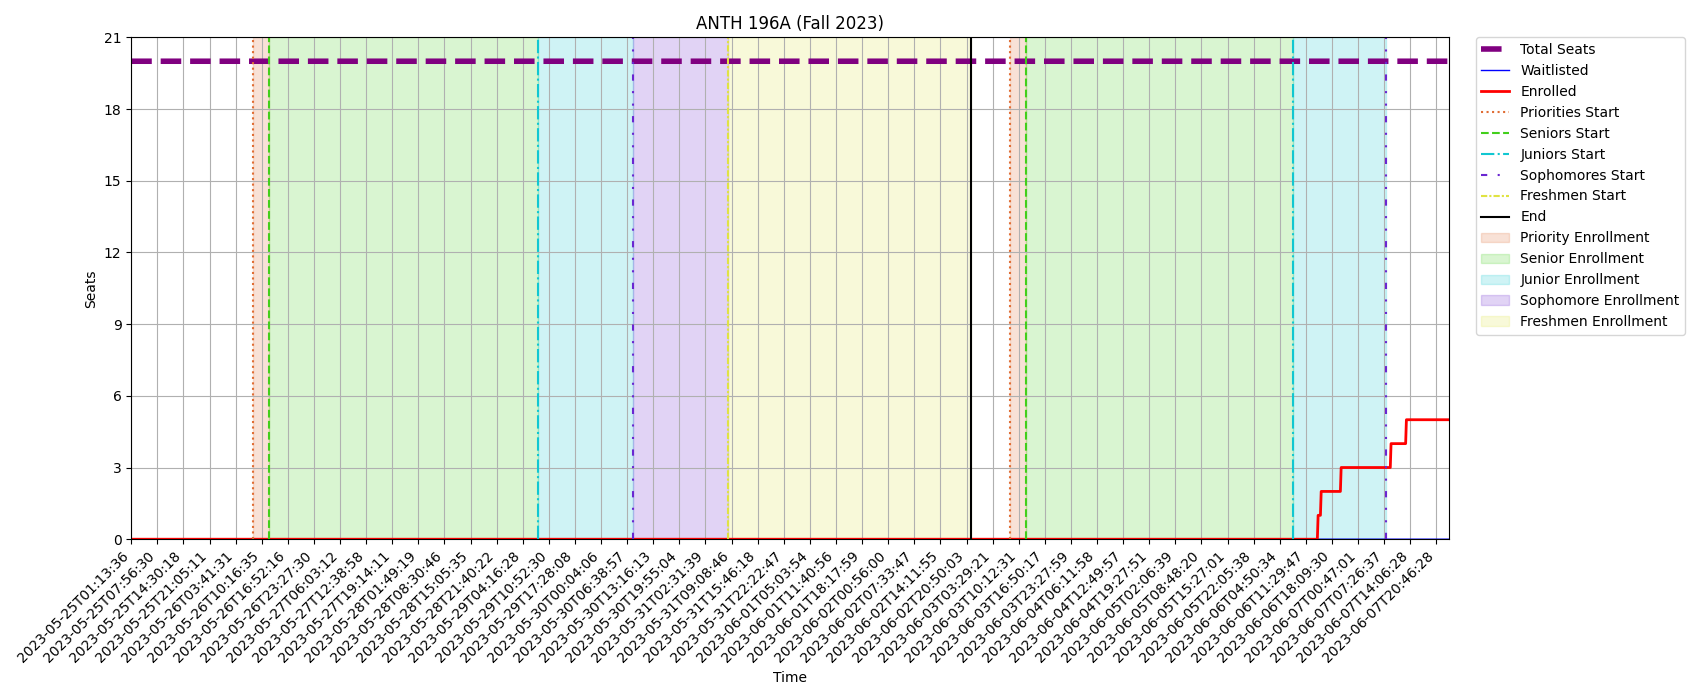 ANTH 196A (Fall 2023)
21
18
15
12
9
6
3
0
Seats
2023-05-25T01:13:36
2023-05-25T07:56:30
2023-05-25T14:30:18
2023-05-25T21:05:11
2023-05-26T03:41:31
2023-05-26T10:16:35
2023-05-26T16:52:16
2023-05-26T23:27:30
2023-05-27T06:03:12
2023-05-27T12:38:58
2023-05-27T19:14:11
2023-05-28T01:49:19
2023-05-28T08:30:46
2023-05-28T15:05:35
2023-05-28T21:40:22
2023-05-29T04:16:28
2023-05-29T10:52:30
2023-05-29T17:28:08
2023-05-30T00:04:06
2023-05-30T06:38:57
2023-05-30T13:16:13
2023-05-30T19:55:04
2023-05-31T02:31:39
2023-05-31T09:08:46
2023-05-31T15:46:18
2023-05-31T22:22:47
2023-06-01T05:03:54
2023-06-01T11:40:56
2023-06-01T18:17:59
2023-06-02T00:56:00
2023-06-02T07:33:47
2023-06-02T14:11:55
2023-06-02T20:50:03
2023-06-03T03:29:21
2023-06-03T10:12:31
2023-06-03T16:50:17
2023-06-03T23:27:59
2023-06-04T06:11:58
2023-06-04T12:49:57
2023-06-04T19:27:51
2023-06-05T02:06:39
2023-06-05T08:48:20
2023-06-05T15:27:01
2023-06-05T22:05:38
2023-06-06T04:50:34
2023-06-06T11:29:47
2023-06-06T18:09:30
2023-06-07T00:47:01
2023-06-07T07:26:37
2023-06-07T14:06:28
2023-06-07T20:46:28
Time
Total Seats
Waitlisted
Enrolled
Priorities Start
Seniors Start
Juniors Start
Sophomores Start
Freshmen Start
End
Priority Enrollment
Senior Enrollment
Junior Enrollment
Sophomore Enrollment
Freshmen Enrollment